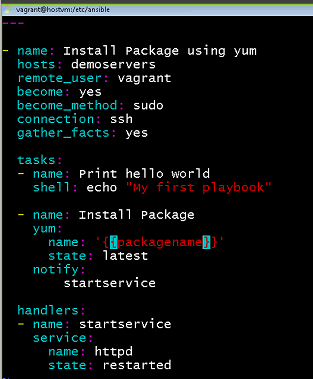 vagrant@hostvm:/etc/ansible
---
- name: Install Package using yum
hosts: demoservers
remote_user: vagrant
become: yes
become_method: sudo
connection: ssh
gather_facts: yes
tasks:
- name: Print hello world
shell: echo "My first playbook"
- name: Install Package
yum:
name: '{{packagename}}'
state: latest
notify:
startservice
handlers:
- name: startservice
service:
name: httpd
state: restarted